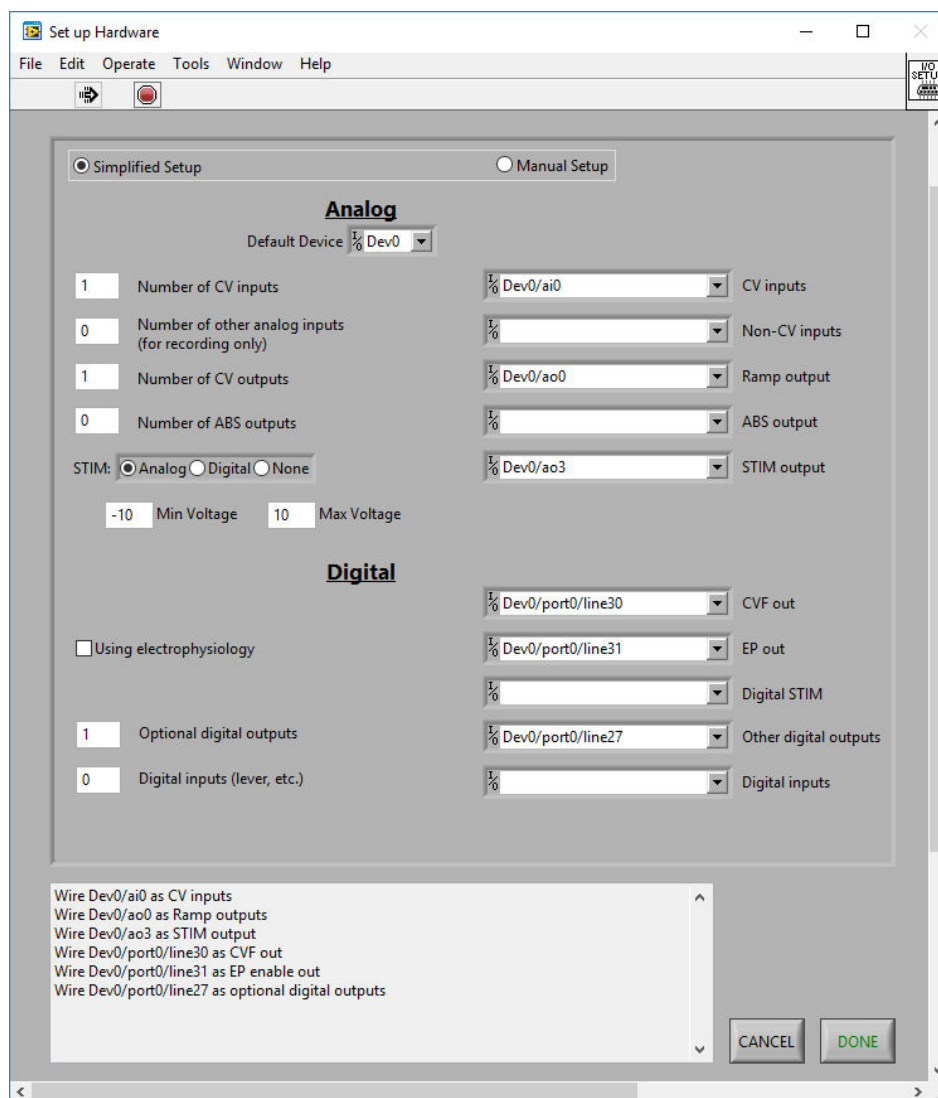 Set up Hardware
File Edit Operate Tools Window Help
I/O
SETU
Simplified Setup Manual Setup
Analog
Default Device I/O Dev0
1 Number of CV inputs I/O Dev0/ai0 CV inputs
0 Number of other analog inputs I/O Non-CV inputs
(for recording only)
1 Number of CV outputs I/O Dev0/ao0 Ramp output
0 Number of ABS outputs I/O ABS output
STIM: Analog Digital None I/O Dev0/ao3 STIM output
-10 Min Voltage 10 Max Voltage
Digital
I/O Dev0/port0/line30 CVF out
Using electrophysiology I/O Dev0/port0/line31 EP out
I/O Digital STIM
1 Optional digital outputs I/O Dev0/port0/line27 Other digital outputs
0 Digital inputs (lever, etc.) I/O Digital inputs
Wire Dev0/ai0 as CV inputs
Wire Dev0/ao0 as Ramp outputs
Wire Dev0/ao3 as STIM output
Wire Dev0/port0/line30 as CVF out
Wire Dev0/port0/line31 as EP enable out
Wire Dev0/port0/line27 as optional digital outputs
CANCEL DONE